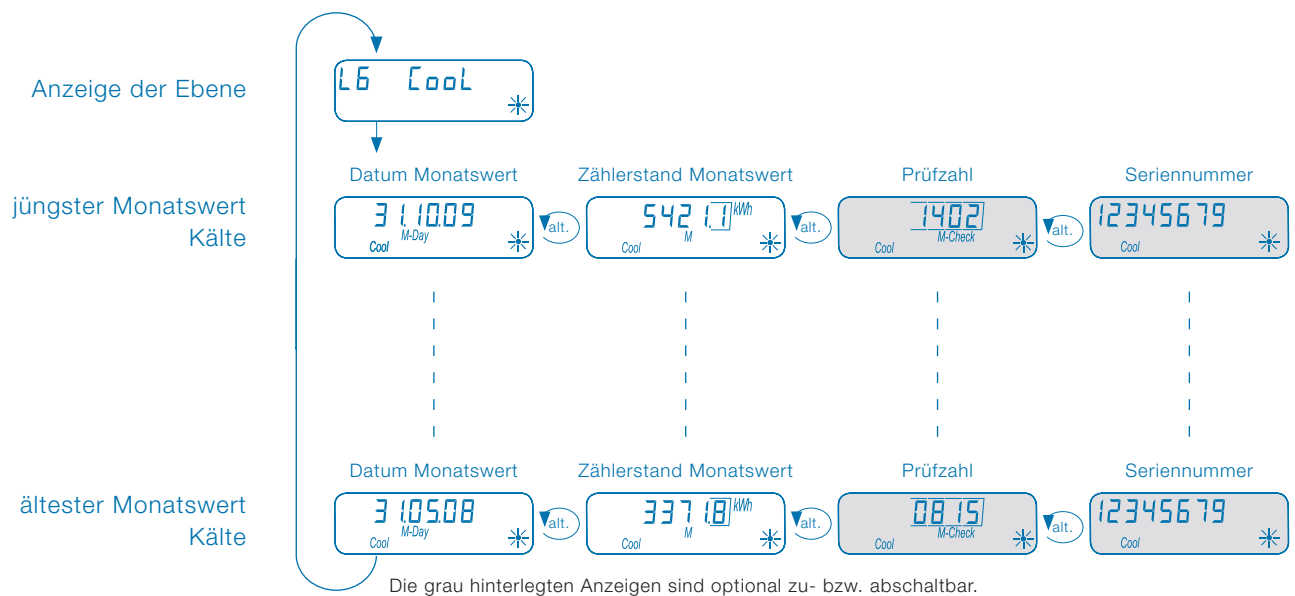 L6 CooL
Anzeige der Ebene
Datum Monatswert Zählerstand Monatswert Prüfzahl Seriennummer
jüngster Monatswert
Kälte
31.10.09 M-Day Cool
alt.
5421.1 kWh M Cool
alt.
1402 M-Check Cool
alt.
12345679 Cool
Datum Monatswert Zählerstand Monatswert Prüfzahl Seriennummer
ältester Monatswert
Kälte
31.05.08 M-Day Cool
alt.
3371.8 kWh M Cool
alt.
0815 M-Check Cool
alt.
12345679 Cool
Die grau hinterlegten Anzeigen sind optional zu- bzw. abschaltbar.